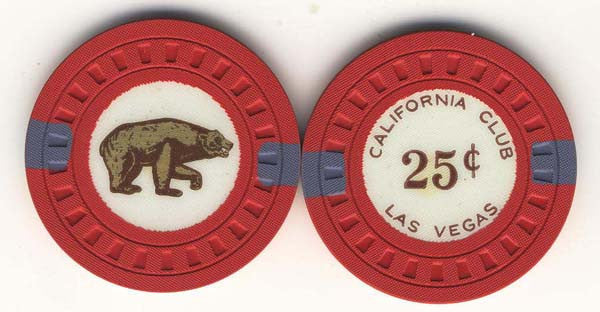 CALIFORNIA CLUB
25¢
LAS VEGAS